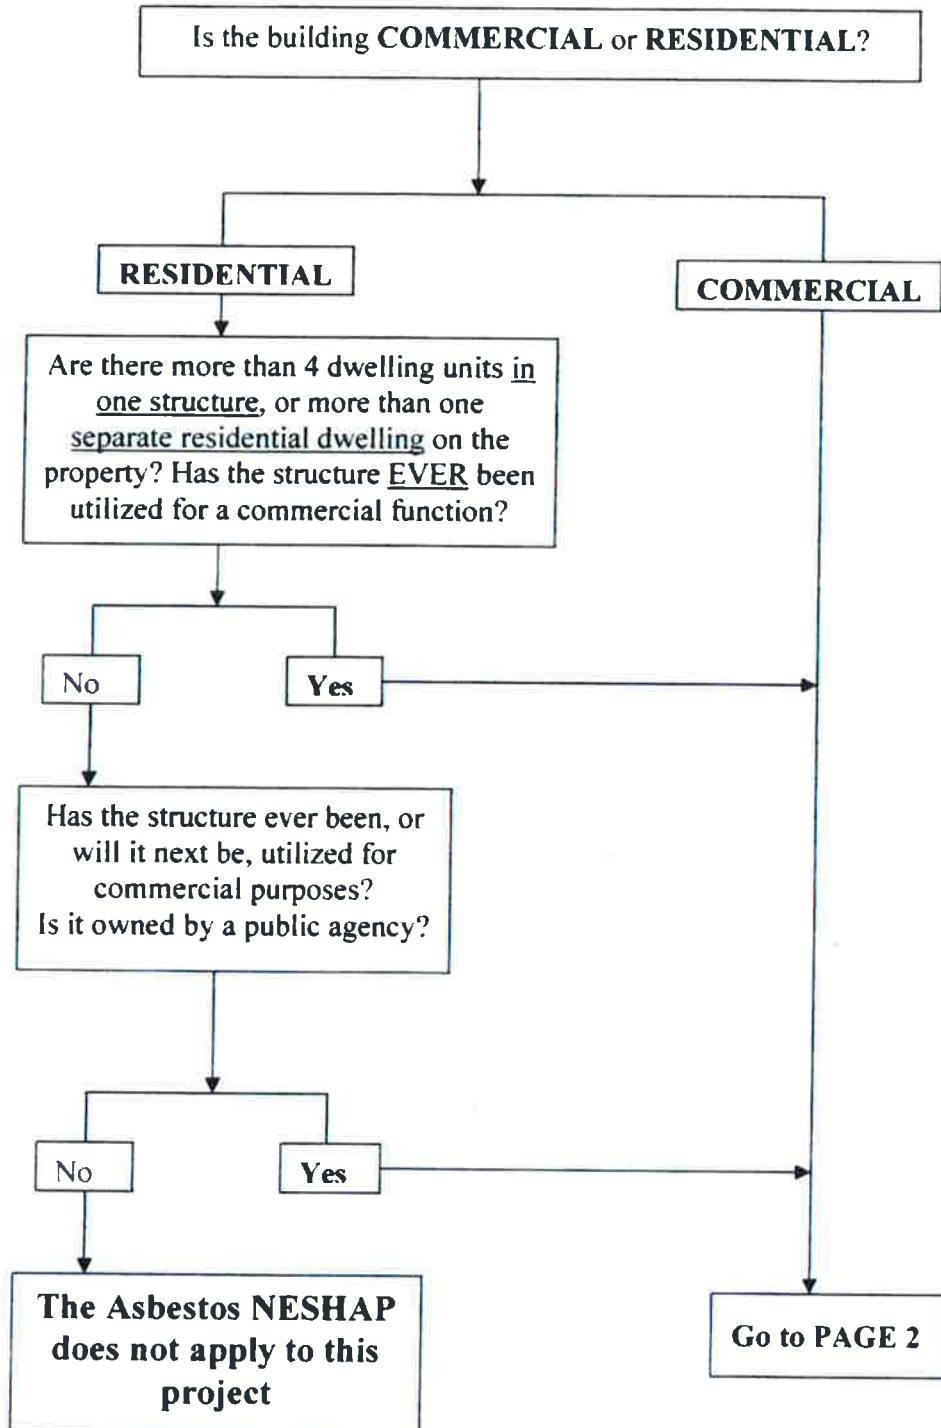 Is the building COMMERCIAL or RESIDENTIAL?
RESIDENTIAL
COMMERCIAL
Are there more than 4 dwelling units in
one structure, or more than one
separate residential dwelling on the
property? Has the structure EVER been
utilized for a commercial function?
No
Yes
Has the structure ever been, or
will it next be, utilized for
commercial purposes?
Is it owned by a public agency?
No
Yes
The Asbestos NESHAP
does not apply to this
project
Go to PAGE 2